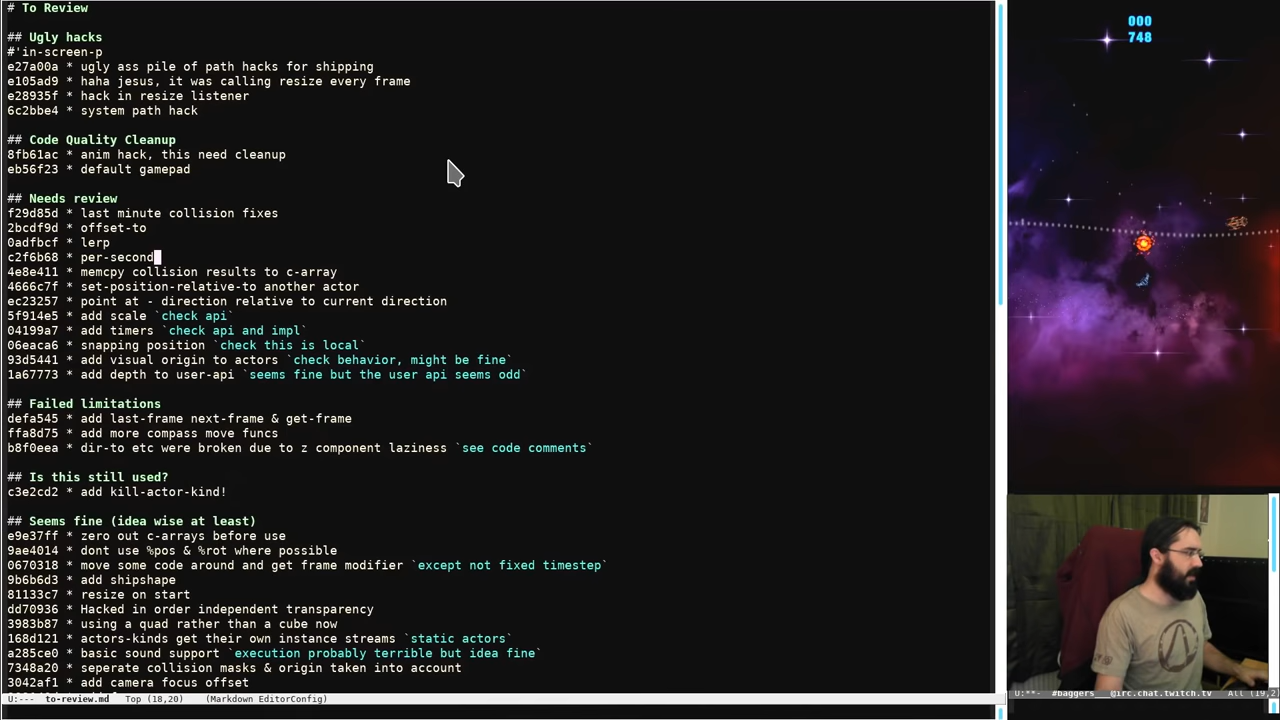 # To Review
## Ugly hacks
#'in-screen-p
e27a00a * ugly ass pile of path hacks for shipping
e105ad9 * haha jesus, it was calling resize every frame
e28935f * hack in resize listener
6c2bbe4 * system path hack
## Code Quality Cleanup
8fb61ac * anim hack, this need cleanup
eb56f23 * default gamepad
## Needs review
f29d85d * last minute collision fixes
2bcdf9d * offset-to
0adfbcf * lerp
c2f6b68 * per-second
4e8e411 * memcpy collision results to c-array
4666c7f * set-position-relative-to another actor
ec23257 * point at - direction relative to current direction
5f914e5 * add scale `check api`
04199a7 * add timers `check api and impl`
06eaca6 * snapping position `check this is local`
93d5441 * add visual origin to actors `check behavior, might be fine`
1a67773 * add depth to user-api `seems fine but the user api seems odd`
## Failed limitations
defa545 * add last-frame next-frame & get-frame
ffa8d75 * add more compass move funcs
b8f0eea * dir-to etc were broken due to z component laziness `see code comments`
## Is this still used?
c3e2cd2 * add kill-actor-kind!
## Seems fine (idea wise at least)
e9e37ff * zero out c-arrays before use
9ae4014 * dont use %pos & %rot where possible
0670318 * move some code around and get frame modifier `except not fixed timestep`
9b6b6d3 * add shipshape
81133c7 * resize on start
dd70936 * Hacked in order independent transparency
3983b87 * using a quad rather than a cube now
168d121 * actors-kinds get their own instance streams `static actors`
a285ce0 * basic sound support `execution probably terrible but idea fine`
7348a20 * seperate collision masks & origin taken into account
3042af1 * add camera focus offset
U:--- to-review.md Top (18,20) (Markdown EditorConfig)
000
748
U:**- #baggers___@irc.chat.twitch.tv All (19,2